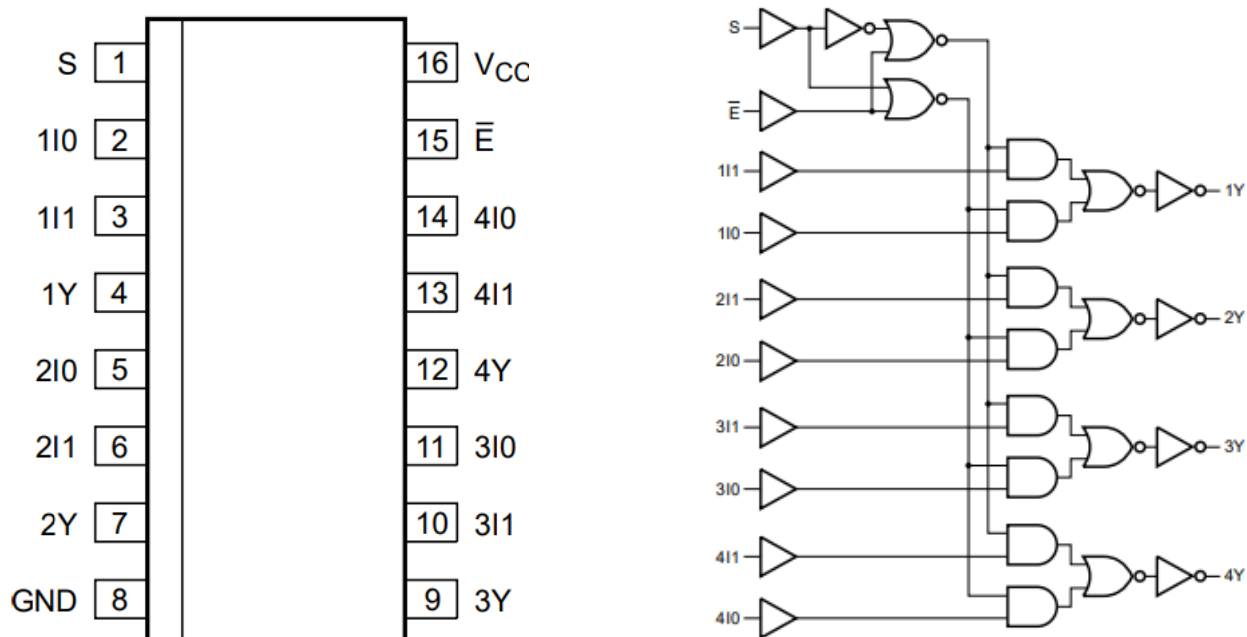 S 1 16 VCC
1I0 2 15 E̅
1I1 3 14 4I0
1Y 4 13 4I1
2I0 5 12 4Y
2I1 6 11 3I0
2Y 7 10 3I1
GND 8 9 3Y
S
E̅
1I1
1Y
1I0
2I1
2Y
2I0
3I1
3Y
3I0
4I1
4Y
4I0